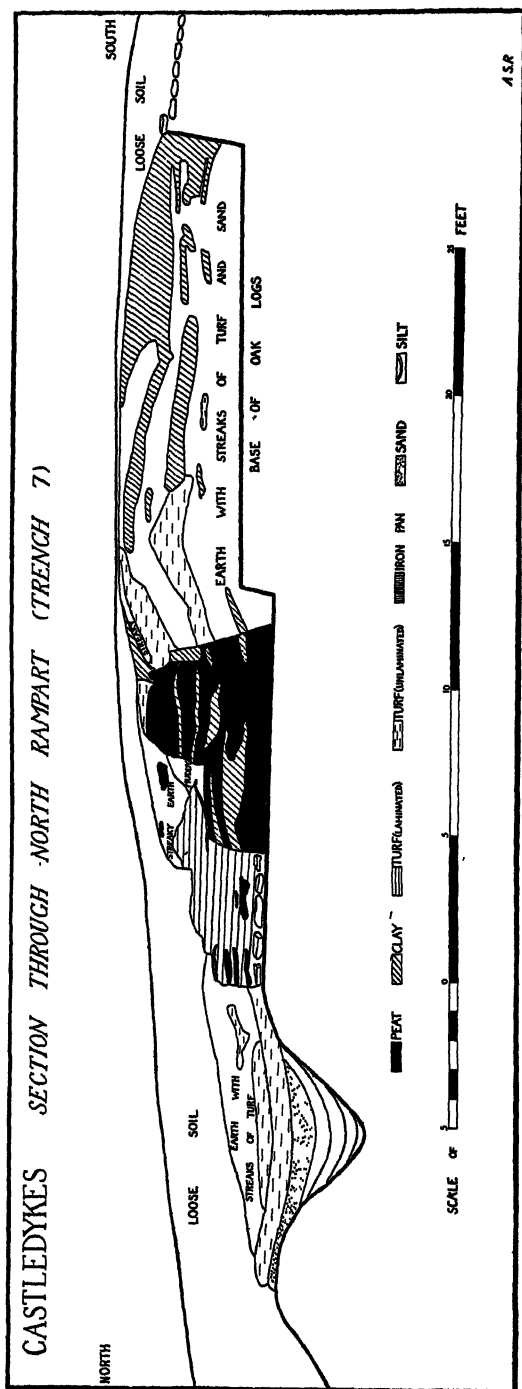 CASTLEDYKES SECTION THROUGH NORTH RAMPART (TRENCH 7)
NORTH
SOUTH
LOOSE SOIL
LOOSE SOIL
EARTH WITH
STREAKS OF TURF
STREAKY EARTH
EARTH WITH STREAKS OF TURF AND SAND
BASE OF OAK LOGS
PEAT CLAY TURF (LAMINATED) TURF (UNLAMINATED) IRON PAN SAND SILT
SCALE OF 5 0 5 10 15 20 25 FEET
A S.R